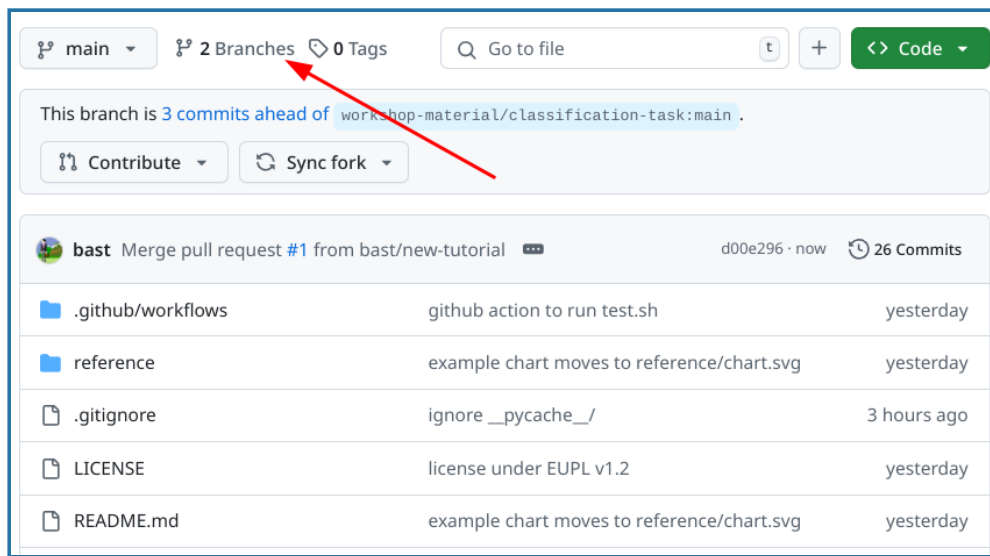 main 2 Branches 0 Tags Go to file t + <> Code
This branch is 3 commits ahead of workshop-material/classification-task:main .
Contribute Sync fork
bast Merge pull request #1 from bast/new-tutorial ... d00e296 · now 26 Commits
.github/workflows github action to run test.sh yesterday
reference example chart moves to reference/chart.svg yesterday
.gitignore ignore __pycache__/ 3 hours ago
LICENSE license under EUPL v1.2 yesterday
README.md example chart moves to reference/chart.svg yesterday